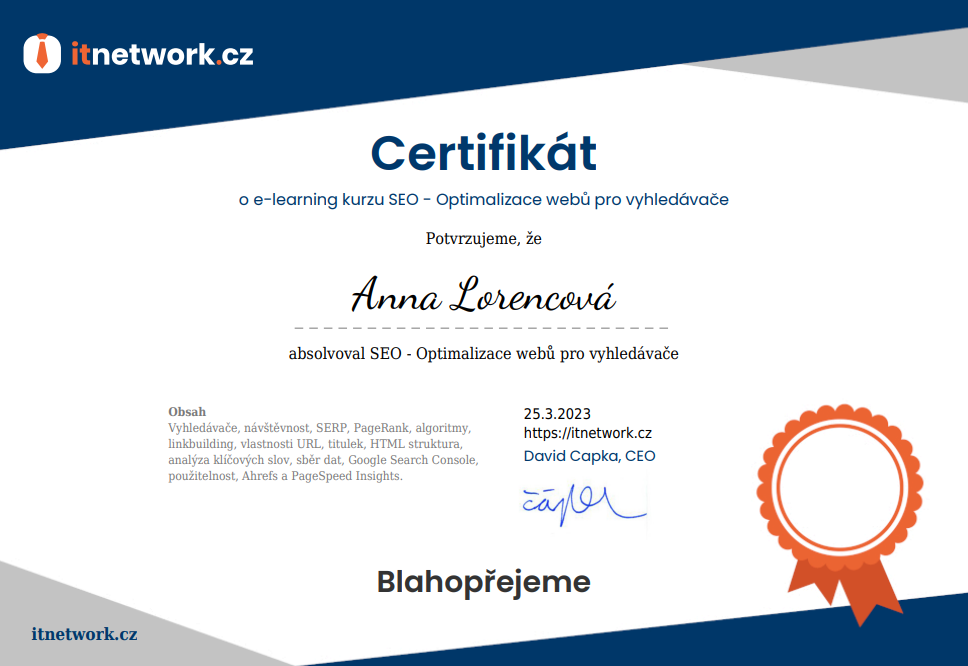 itnetwork.cz
Certifikát
o e-learning kurzu SEO - Optimalizace webů pro vyhledávače
Potvrzujeme, že
Anna Lorencová
absolvoval SEO - Optimalizace webů pro vyhledávače
Obsah
Vyhledávače, návštěvnost, SERP, PageRank, algoritmy,
linkbuilding, vlastnosti URL, titulek, HTML struktura,
analýza klíčových slov, sběr dat, Google Search Console,
použitelnost, Ahrefs a PageSpeed Insights.
25.3.2023
https://itnetwork.cz
David Capka, CEO
Blahopřejeme
itnetwork.cz